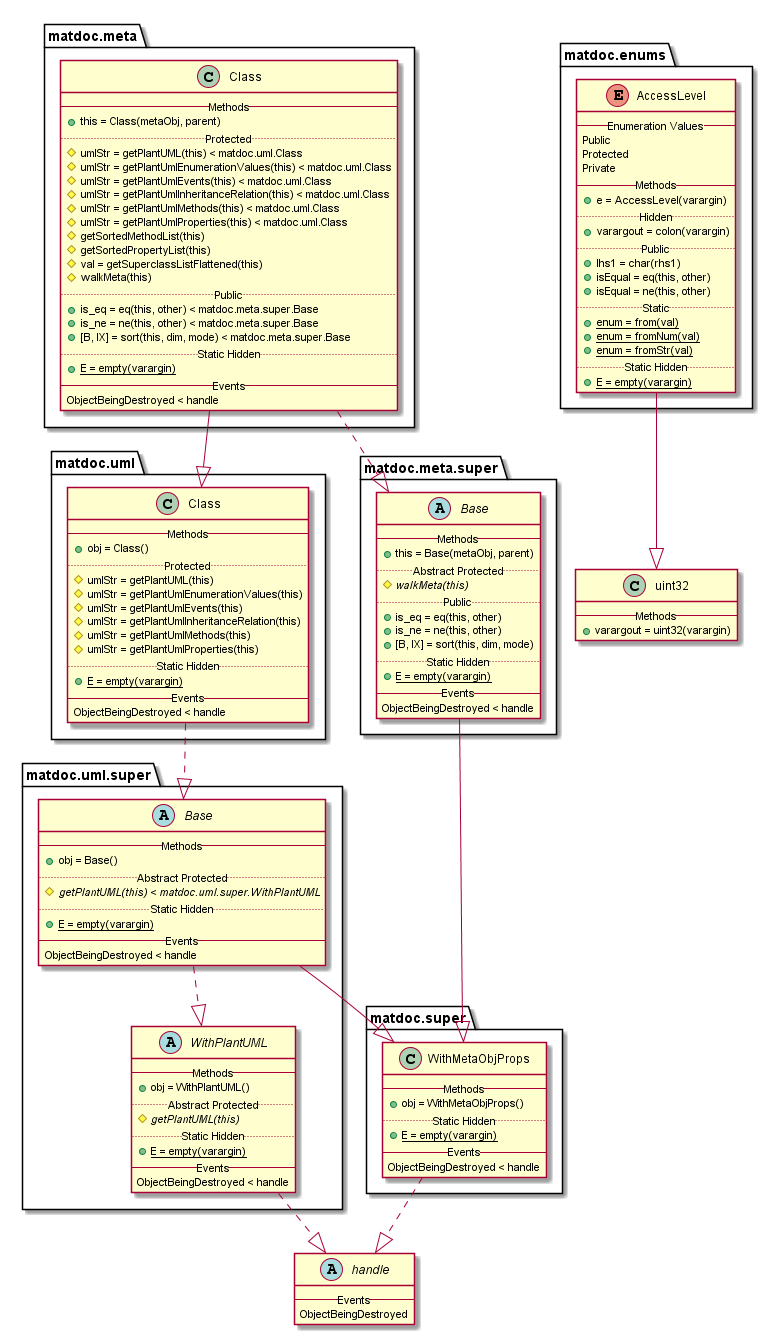 matdoc.meta
C Class
Methods
this = Class(metaObj, parent)
Protected
umlStr = getPlantUML(this) < matdoc.uml.Class
umlStr = getPlantUmlEnumerationValues(this) < matdoc.uml.Class
umlStr = getPlantUmlEvents(this) < matdoc.uml.Class
umlStr = getPlantUmlInheritanceRelation(this) < matdoc.uml.Class
umlStr = getPlantUmlMethods(this) < matdoc.uml.Class
umlStr = getPlantUmlProperties(this) < matdoc.uml.Class
getSortedMethodList(this)
getSortedPropertyList(this)
val = getSuperclassListFlattened(this)
walkMeta(this)
Public
is_eq = eq(this, other) < matdoc.meta.super.Base
is_ne = ne(this, other) < matdoc.meta.super.Base
[B, IX] = sort(this, dim, mode) < matdoc.meta.super.Base
Static Hidden
E = empty(varargin)
Events
ObjectBeingDestroyed < handle
matdoc.enums
E AccessLevel
Enumeration Values
Public
Protected
Private
Methods
e = AccessLevel(varargin)
Hidden
varargout = colon(varargin)
Public
lhs1 = char(rhs1)
isEqual = eq(this, other)
isEqual = ne(this, other)
Static
enum = from(val)
enum = fromNum(val)
enum = fromStr(val)
Static Hidden
E = empty(varargin)
matdoc.uml
C Class
Methods
obj = Class()
Protected
umlStr = getPlantUML(this)
umlStr = getPlantUmlEnumerationValues(this)
umlStr = getPlantUmlEvents(this)
umlStr = getPlantUmlInheritanceRelation(this)
umlStr = getPlantUmlMethods(this)
umlStr = getPlantUmlProperties(this)
Static Hidden
E = empty(varargin)
Events
ObjectBeingDestroyed < handle
matdoc.meta.super
A Base
Methods
this = Base(metaObj, parent)
Abstract Protected
walkMeta(this)
Public
is_eq = eq(this, other)
is_ne = ne(this, other)
[B, IX] = sort(this, dim, mode)
Static Hidden
E = empty(varargin)
Events
ObjectBeingDestroyed < handle
C uint32
Methods
varargout = uint32(varargin)
matdoc.uml.super
A Base
Methods
obj = Base()
Abstract Protected
getPlantUML(this) < matdoc.uml.super.WithPlantUML
Static Hidden
E = empty(varargin)
Events
ObjectBeingDestroyed < handle
A WithPlantUML
Methods
obj = WithPlantUML()
Abstract Protected
getPlantUML(this)
Static Hidden
E = empty(varargin)
Events
ObjectBeingDestroyed < handle
matdoc.super
C WithMetaObjProps
Methods
obj = WithMetaObjProps()
Static Hidden
E = empty(varargin)
Events
ObjectBeingDestroyed < handle
A handle
Events
ObjectBeingDestroyed